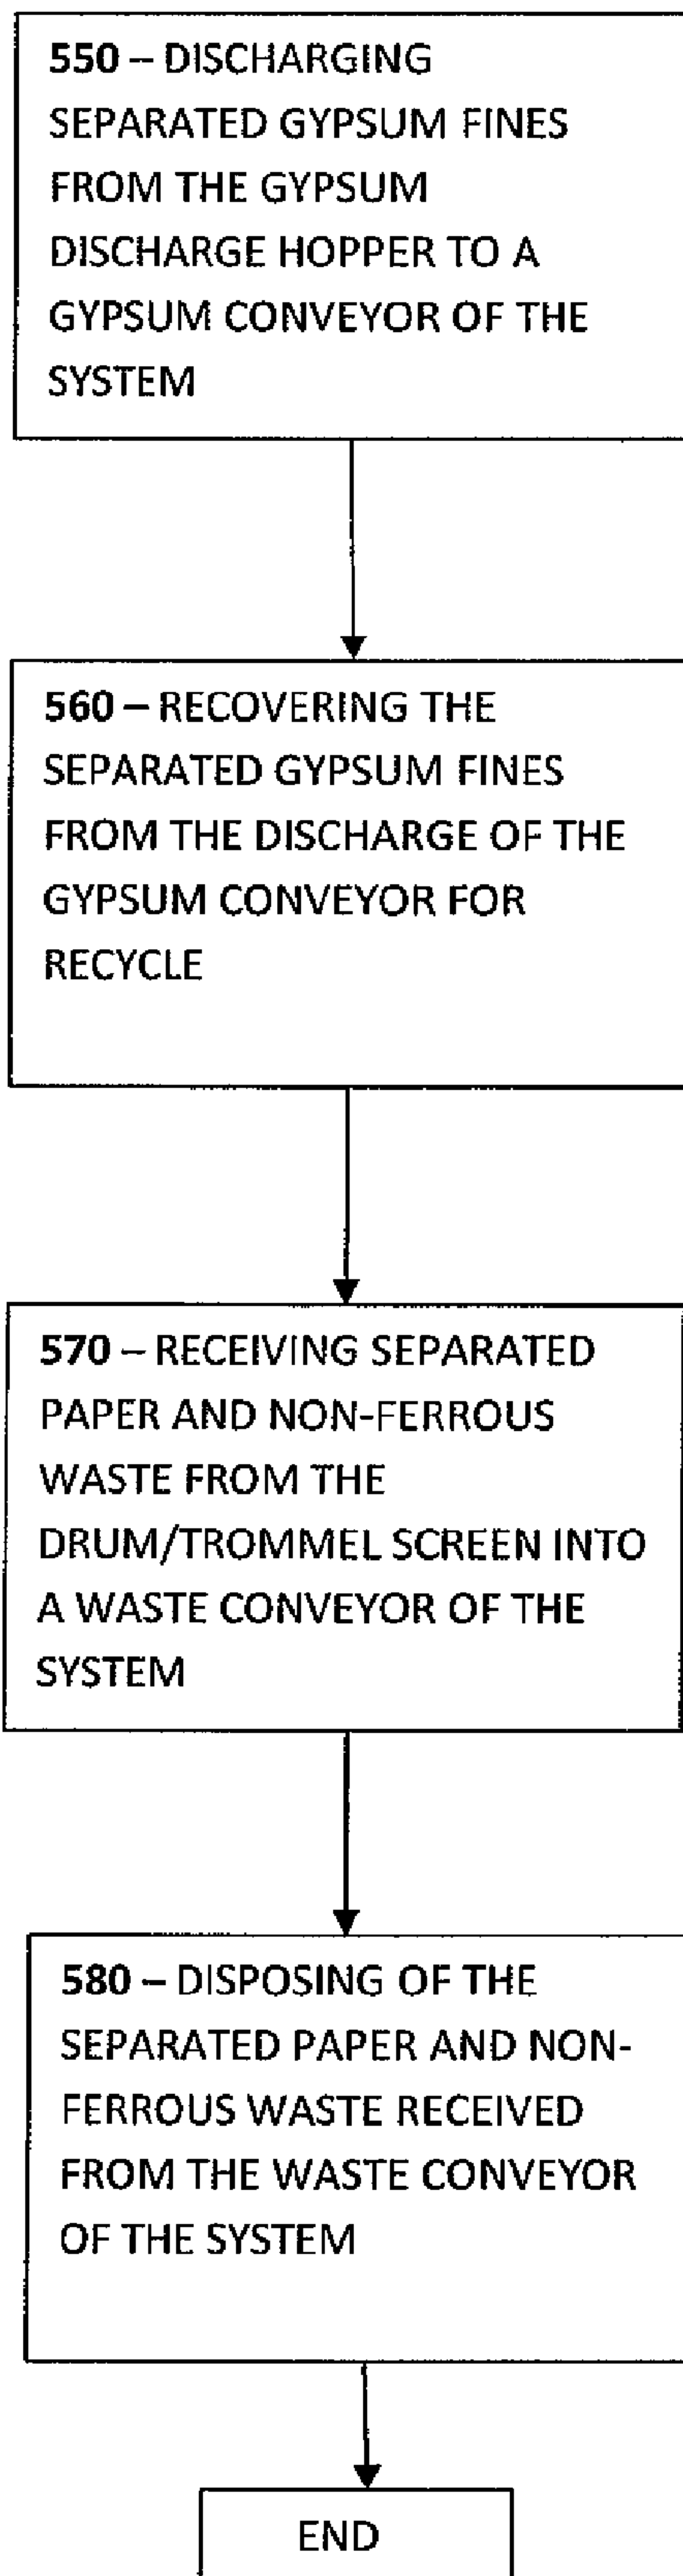 550 – DISCHARGING
SEPARATED GYPSUM FINES
FROM THE GYPSUM
DISCHARGE HOPPER TO A
GYPSUM CONVEYOR OF THE
SYSTEM
560 – RECOVERING THE
SEPARATED GYPSUM FINES
FROM THE DISCHARGE OF THE
GYPSUM CONVEYOR FOR
RECYCLE
570 – RECEIVING SEPARATED
PAPER AND NON-FERROUS
WASTE FROM THE
DRUM/TROMMEL SCREEN INTO
A WASTE CONVEYOR OF THE
SYSTEM
580 – DISPOSING OF THE
SEPARATED PAPER AND NON-
FERROUS WASTE RECEIVED
FROM THE WASTE CONVEYOR
OF THE SYSTEM
END